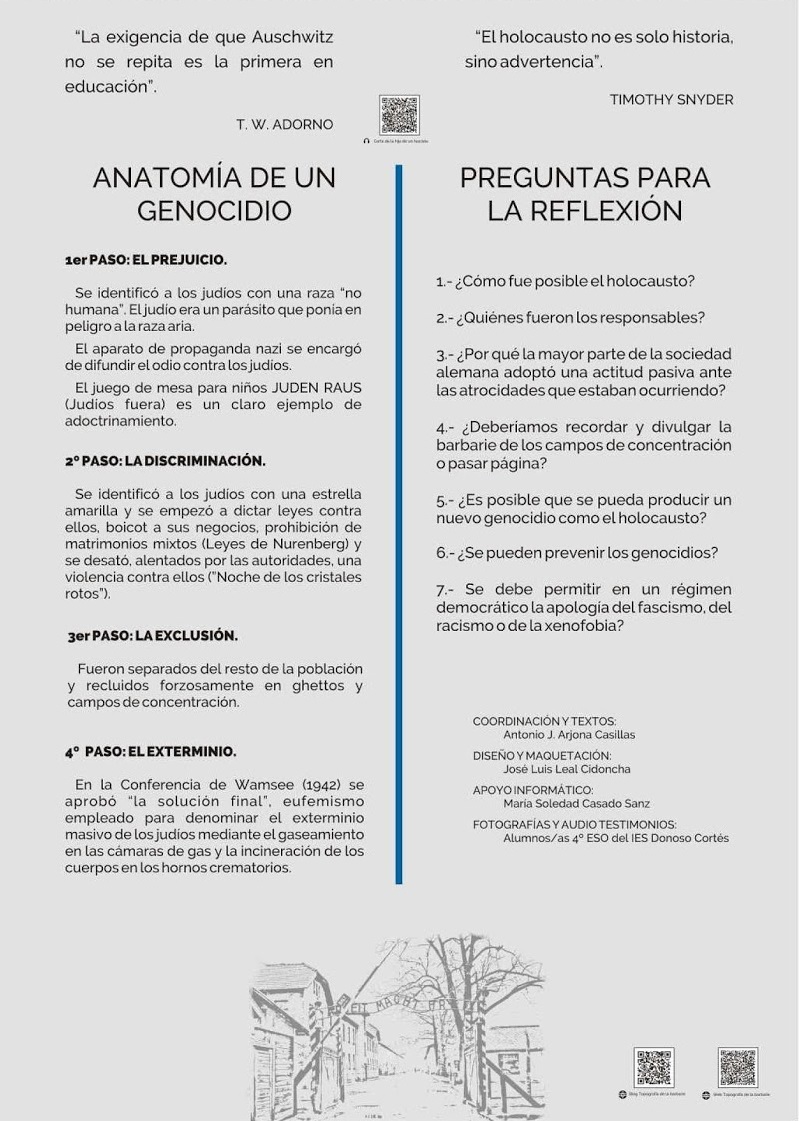 “La exigencia de que Auschwitz
no se repita es la primera en
educación”.
T. W. ADORNO
“El holocausto no es solo historia,
sino advertencia”.
TIMOTHY SNYDER
Carta de la hija de un fascista
ANATOMÍA DE UN
GENOCIDIO
1er PASO: EL PREJUICIO.
Se identificó a los judíos con una raza “no
humana”. El judío era un parásito que ponía en
peligro a la raza aria.
El aparato de propaganda nazi se encargó
de difundir el odio contra los judíos.
El juego de mesa para niños JUDEN RAUS
(Judíos fuera) es un claro ejemplo de
adoctrinamiento.
2º PASO: LA DISCRIMINACIÓN.
Se identificó a los judíos con una estrella
amarilla y se empezó a dictar leyes contra
ellos, boicot a sus negocios, prohibición de
matrimonios mixtos (Leyes de Nurenberg) y
se desató, alentados por las autoridades, una
violencia contra ellos (”Noche de los cristales
rotos”).
3er PASO: LA EXCLUSIÓN.
Fueron separados del resto de la población
y recluidos forzosamente en ghettos y
campos de concentración.
4º PASO: EL EXTERMINIO.
En la Conferencia de Wamsee (1942) se
aprobó “la solución final”, eufemismo
empleado para denominar el exterminio
masivo de los judíos mediante el gaseamiento
en las cámaras de gas y la incineración de los
cuerpos en los hornos crematorios.
PREGUNTAS PARA
LA REFLEXIÓN
1.- ¿Cómo fue posible el holocausto?
2.- ¿Quiénes fueron los responsables?
3.- ¿Por qué la mayor parte de la sociedad
alemana adoptó una actitud pasiva ante
las atrocidades que estaban ocurriendo?
4.- ¿Deberíamos recordar y divulgar la
barbarie de los campos de concentración
o pasar página?
5.- ¿Es posible que se pueda producir un
nuevo genocidio como el holocausto?
6.- ¿Se pueden prevenir los genocidios?
7.- Se debe permitir en un régimen
democrático la apología del fascismo, del
racismo o de la xenofobia?
COORDINACIÓN Y TEXTOS:
Antonio J. Arjona Casillas
DISEÑO Y MAQUETACIÓN:
José Luis Leal Cidoncha
APOYO INFORMÁTICO:
María Soledad Casado Sanz
FOTOGRAFÍAS Y AUDIO TESTIMONIOS:
Alumnos/as 4º ESO del IES Donoso Cortés
MACHT
Blog Topografía de la barbarie
Web Topografía de la barbarie